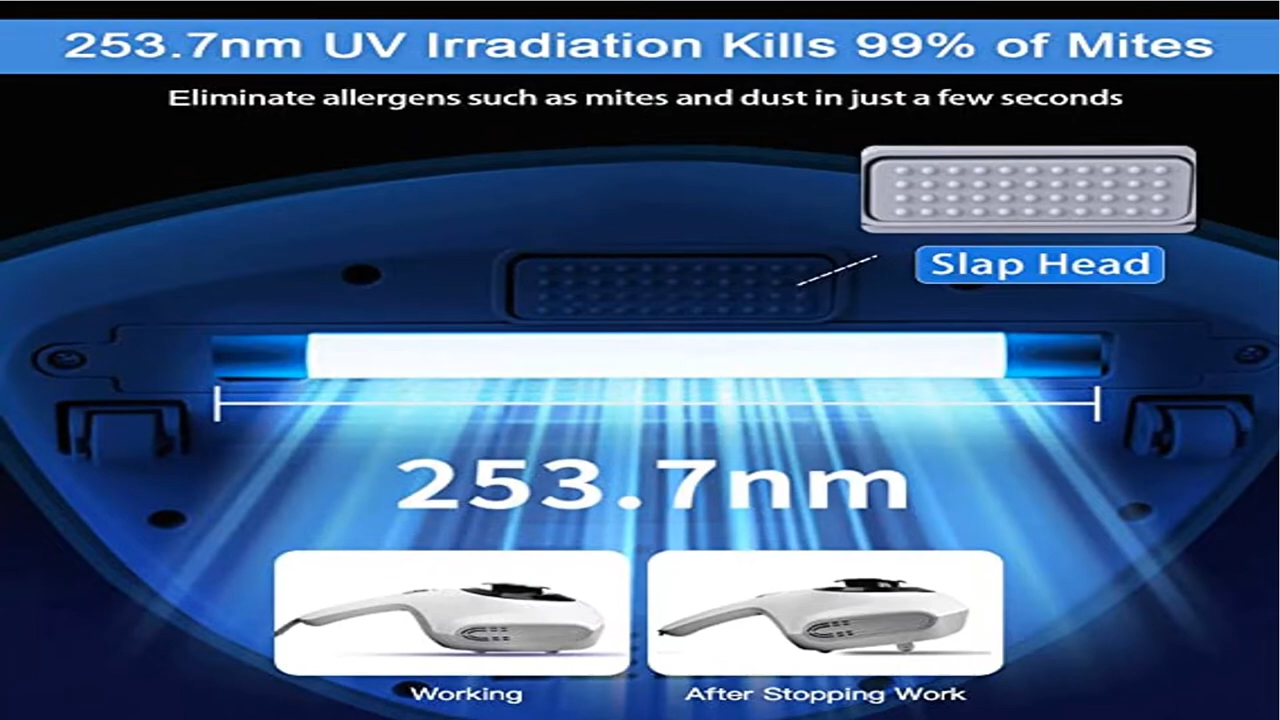 253.7nm UV Irradiation Kills 99% of Mites
Eliminate allergens such as mites and dust in just a few seconds
Slap Head
253.7nm
Working
After Stopping Work